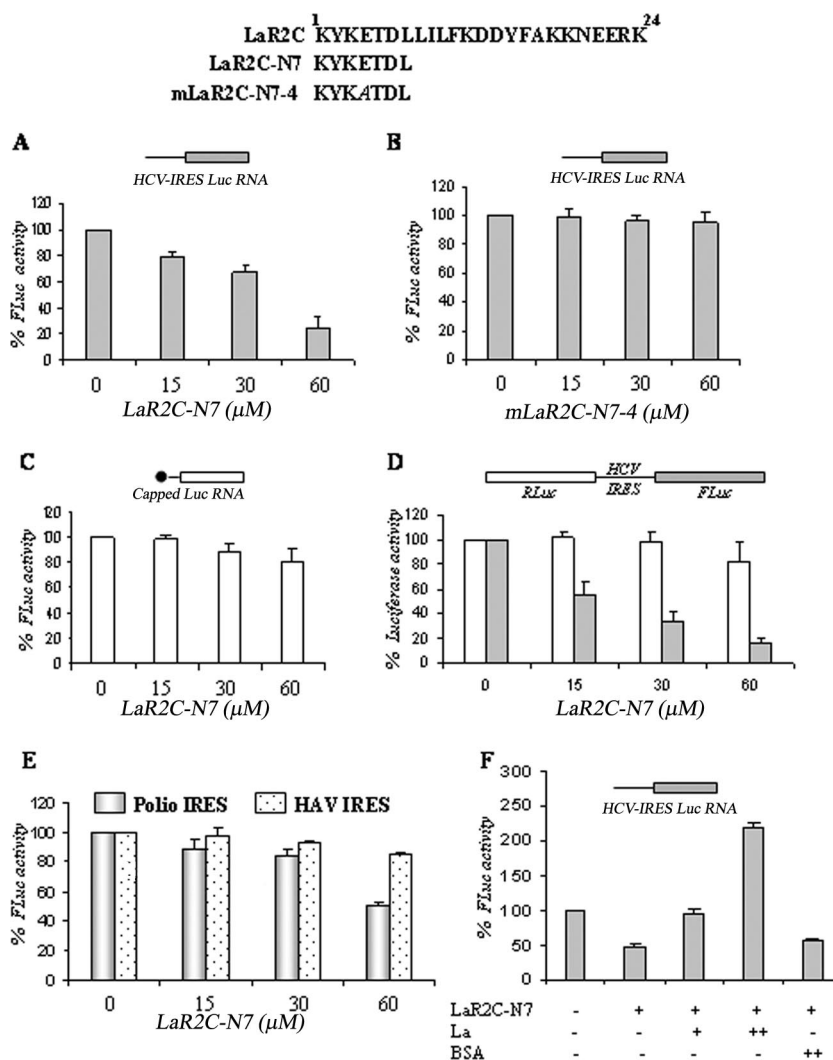 1 24
LaR2C KYKETDLLILFKDDYFAKKNEERK
LaR2C-N7 KYKETDL
mLaR2C-N7-4 KYKATDL
A
HCV-IRES Luc RNA
% FLuc activity
120
100
80
60
40
20
0
0 15 30 60
LaR2C-N7 (μM)
B
HCV-IRES Luc RNA
% FLuc activity
120
100
80
60
40
20
0
0 15 30 60
mLaR2C-N7-4 (μM)
C
Capped Luc RNA
% FLuc activity
120
100
80
60
40
20
0
0 15 30 60
LaR2C-N7 (μM)
D
RLuc HCV IRES FLuc
% Luciferase activity
120
100
80
60
40
20
0
0 15 30 60
LaR2C-N7 (μM)
E
Polio IRES HAV IRES
% FLuc activity
120
100
80
60
40
20
0
0 15 30 60
LaR2C-N7 (μM)
F
HCV-IRES Luc RNA
% FLuc activity
300
250
200
150
100
50
0
LaR2C-N7 - + + + +
La - - + ++ -
BSA - - - - ++